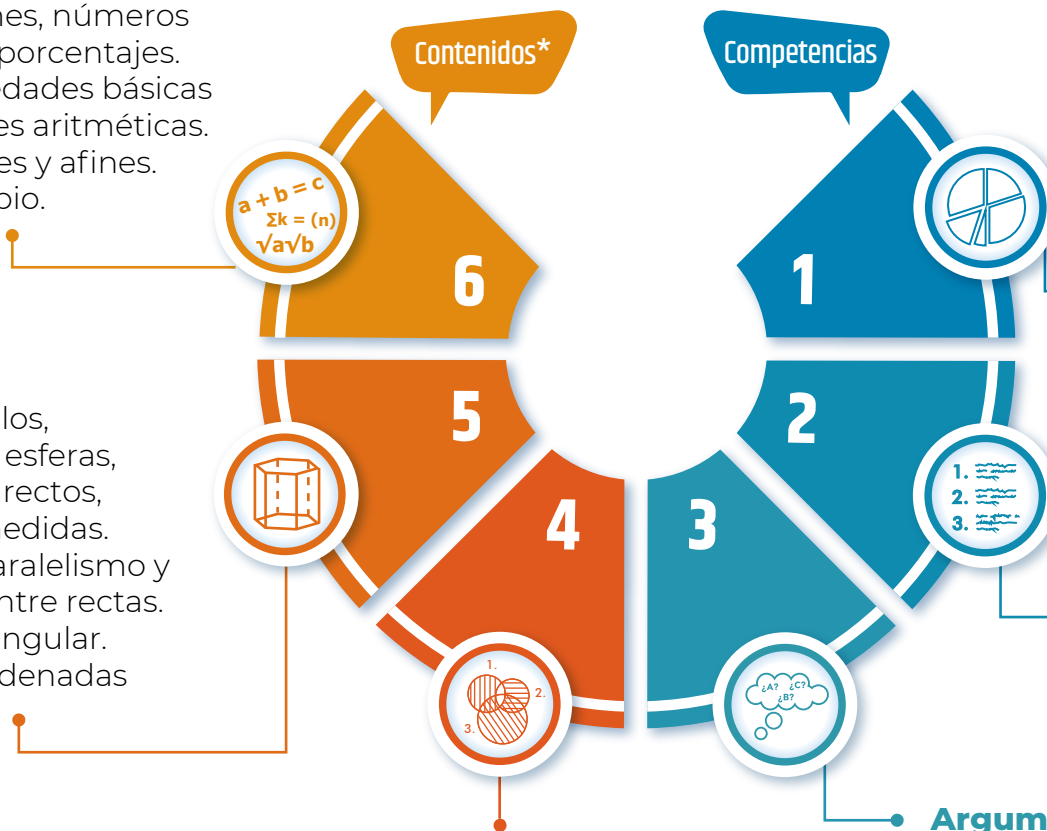 nes, números
porcentajes.
edades básicas
es aritméticas.
es y afines.
bio.
Contenidos*
Competencias
a + b = c
Σk = (n)
√a√b
6
1
los,
esferas,
rectos,
medidas.
aralelismo y
ntre rectas.
ngular.
denadas
5
2
1.
2.
3.
4
3
1.
2.
3.
¿A? ¿C?
¿B?
Argum